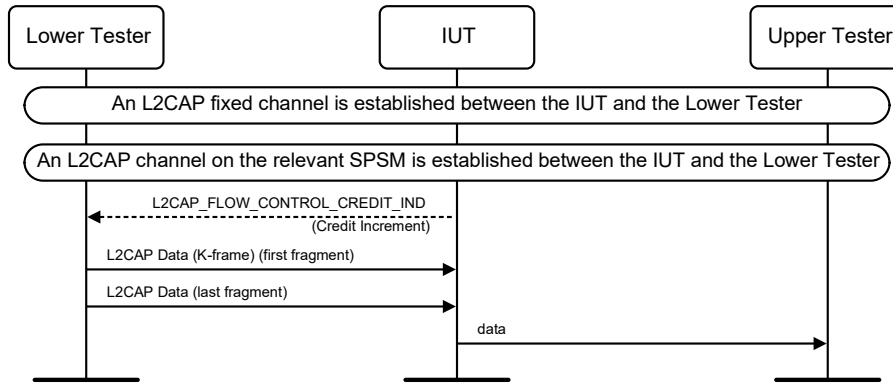 Lower Tester
IUT
Upper Tester
An L2CAP fixed channel is established between the IUT and the Lower Tester
An L2CAP channel on the relevant SPSM is established between the IUT and the Lower Tester
L2CAP_FLOW_CONTROL_CREDIT_IND
(Credit Increment)
L2CAP Data (K-frame) (first fragment)
L2CAP Data (last fragment)
data